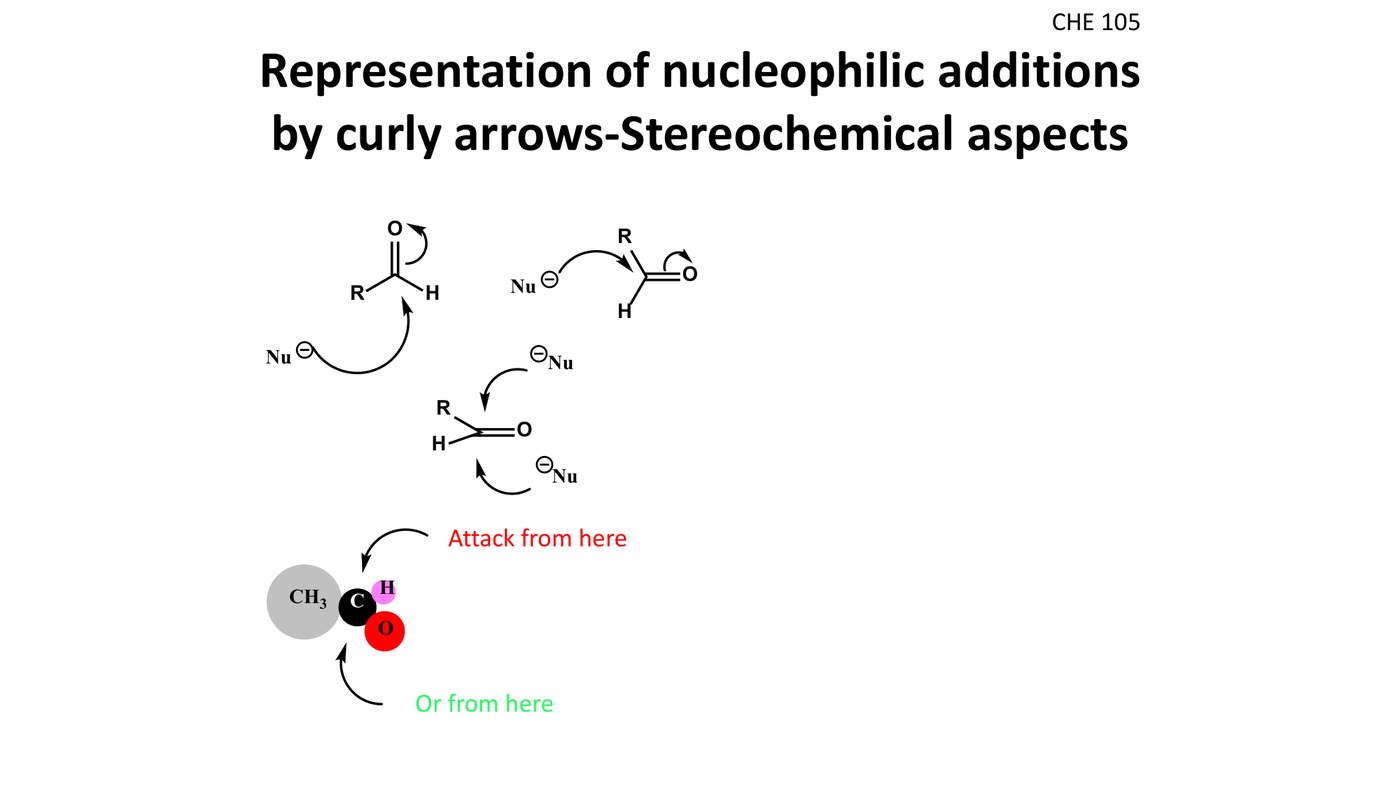 CHE 105
Representation of nucleophilic additions
by curly arrows-Stereochemical aspects
O
R H
Nu ⊖
R
Nu ⊖
O
H
⊖Nu
R
O
H
⊖Nu
Attack from here
CH₃ C H
O
Or from here